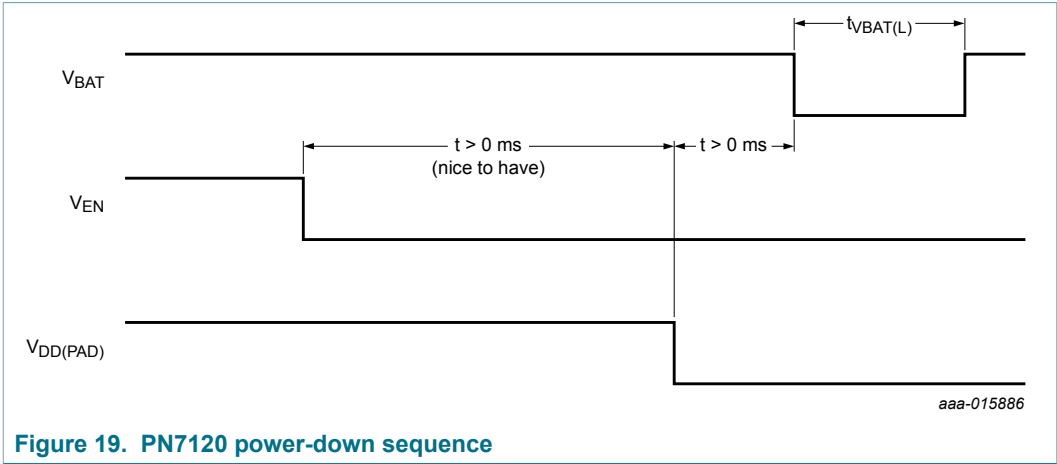 tVBAT(L)
VBAT
t > 0 ms
(nice to have)
t > 0 ms
VEN
VDD(PAD)
aaa-015886
Figure 19. PN7120 power-down sequence